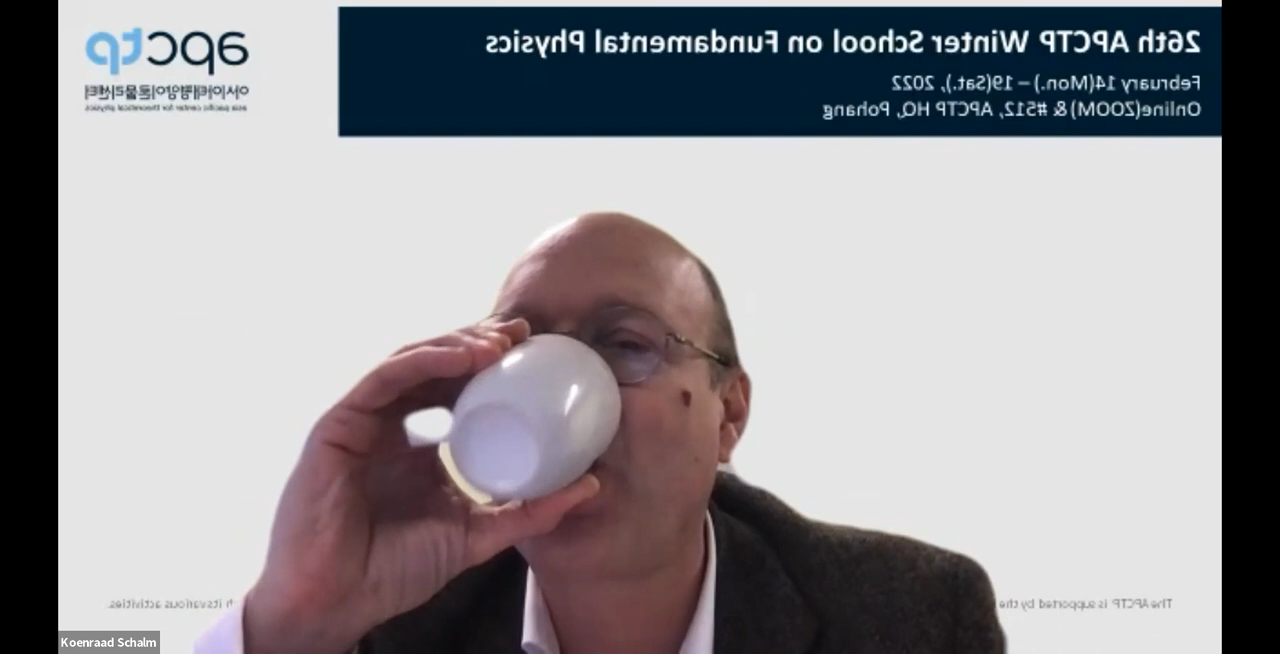 apctp
아시아태평양이론물리센터
asia pacific center for theoretical physics
26th APCTP Winter School on Fundamental Physics
February 14(Mon.) – 19(Sat.), 2022
Online(ZOOM) & #512, APCTP HQ, Pohang
The APCTP is supported by the
its various activities.
Koenraad Schalm